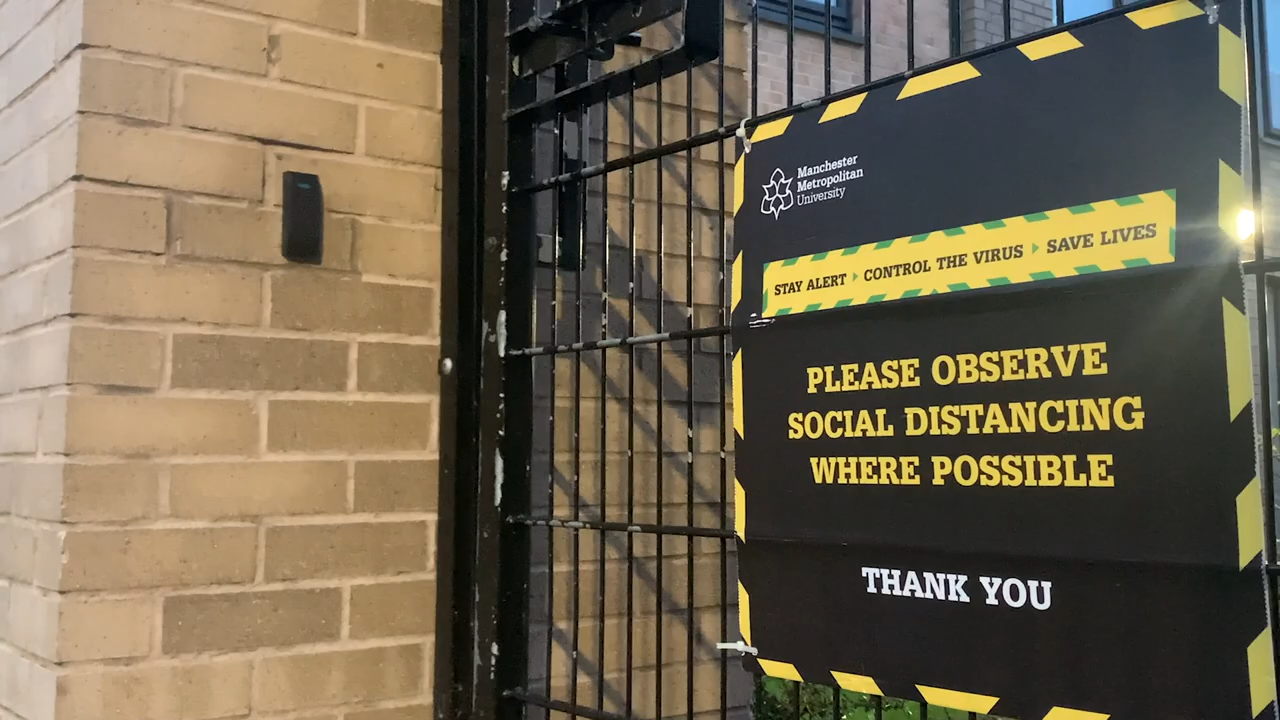 Manchester
Metropolitan
University
STAY ALERT CONTROL THE VIRUS SAVE LIVES
PLEASE OBSERVE
SOCIAL DISTANCING
WHERE POSSIBLE
THANK YOU